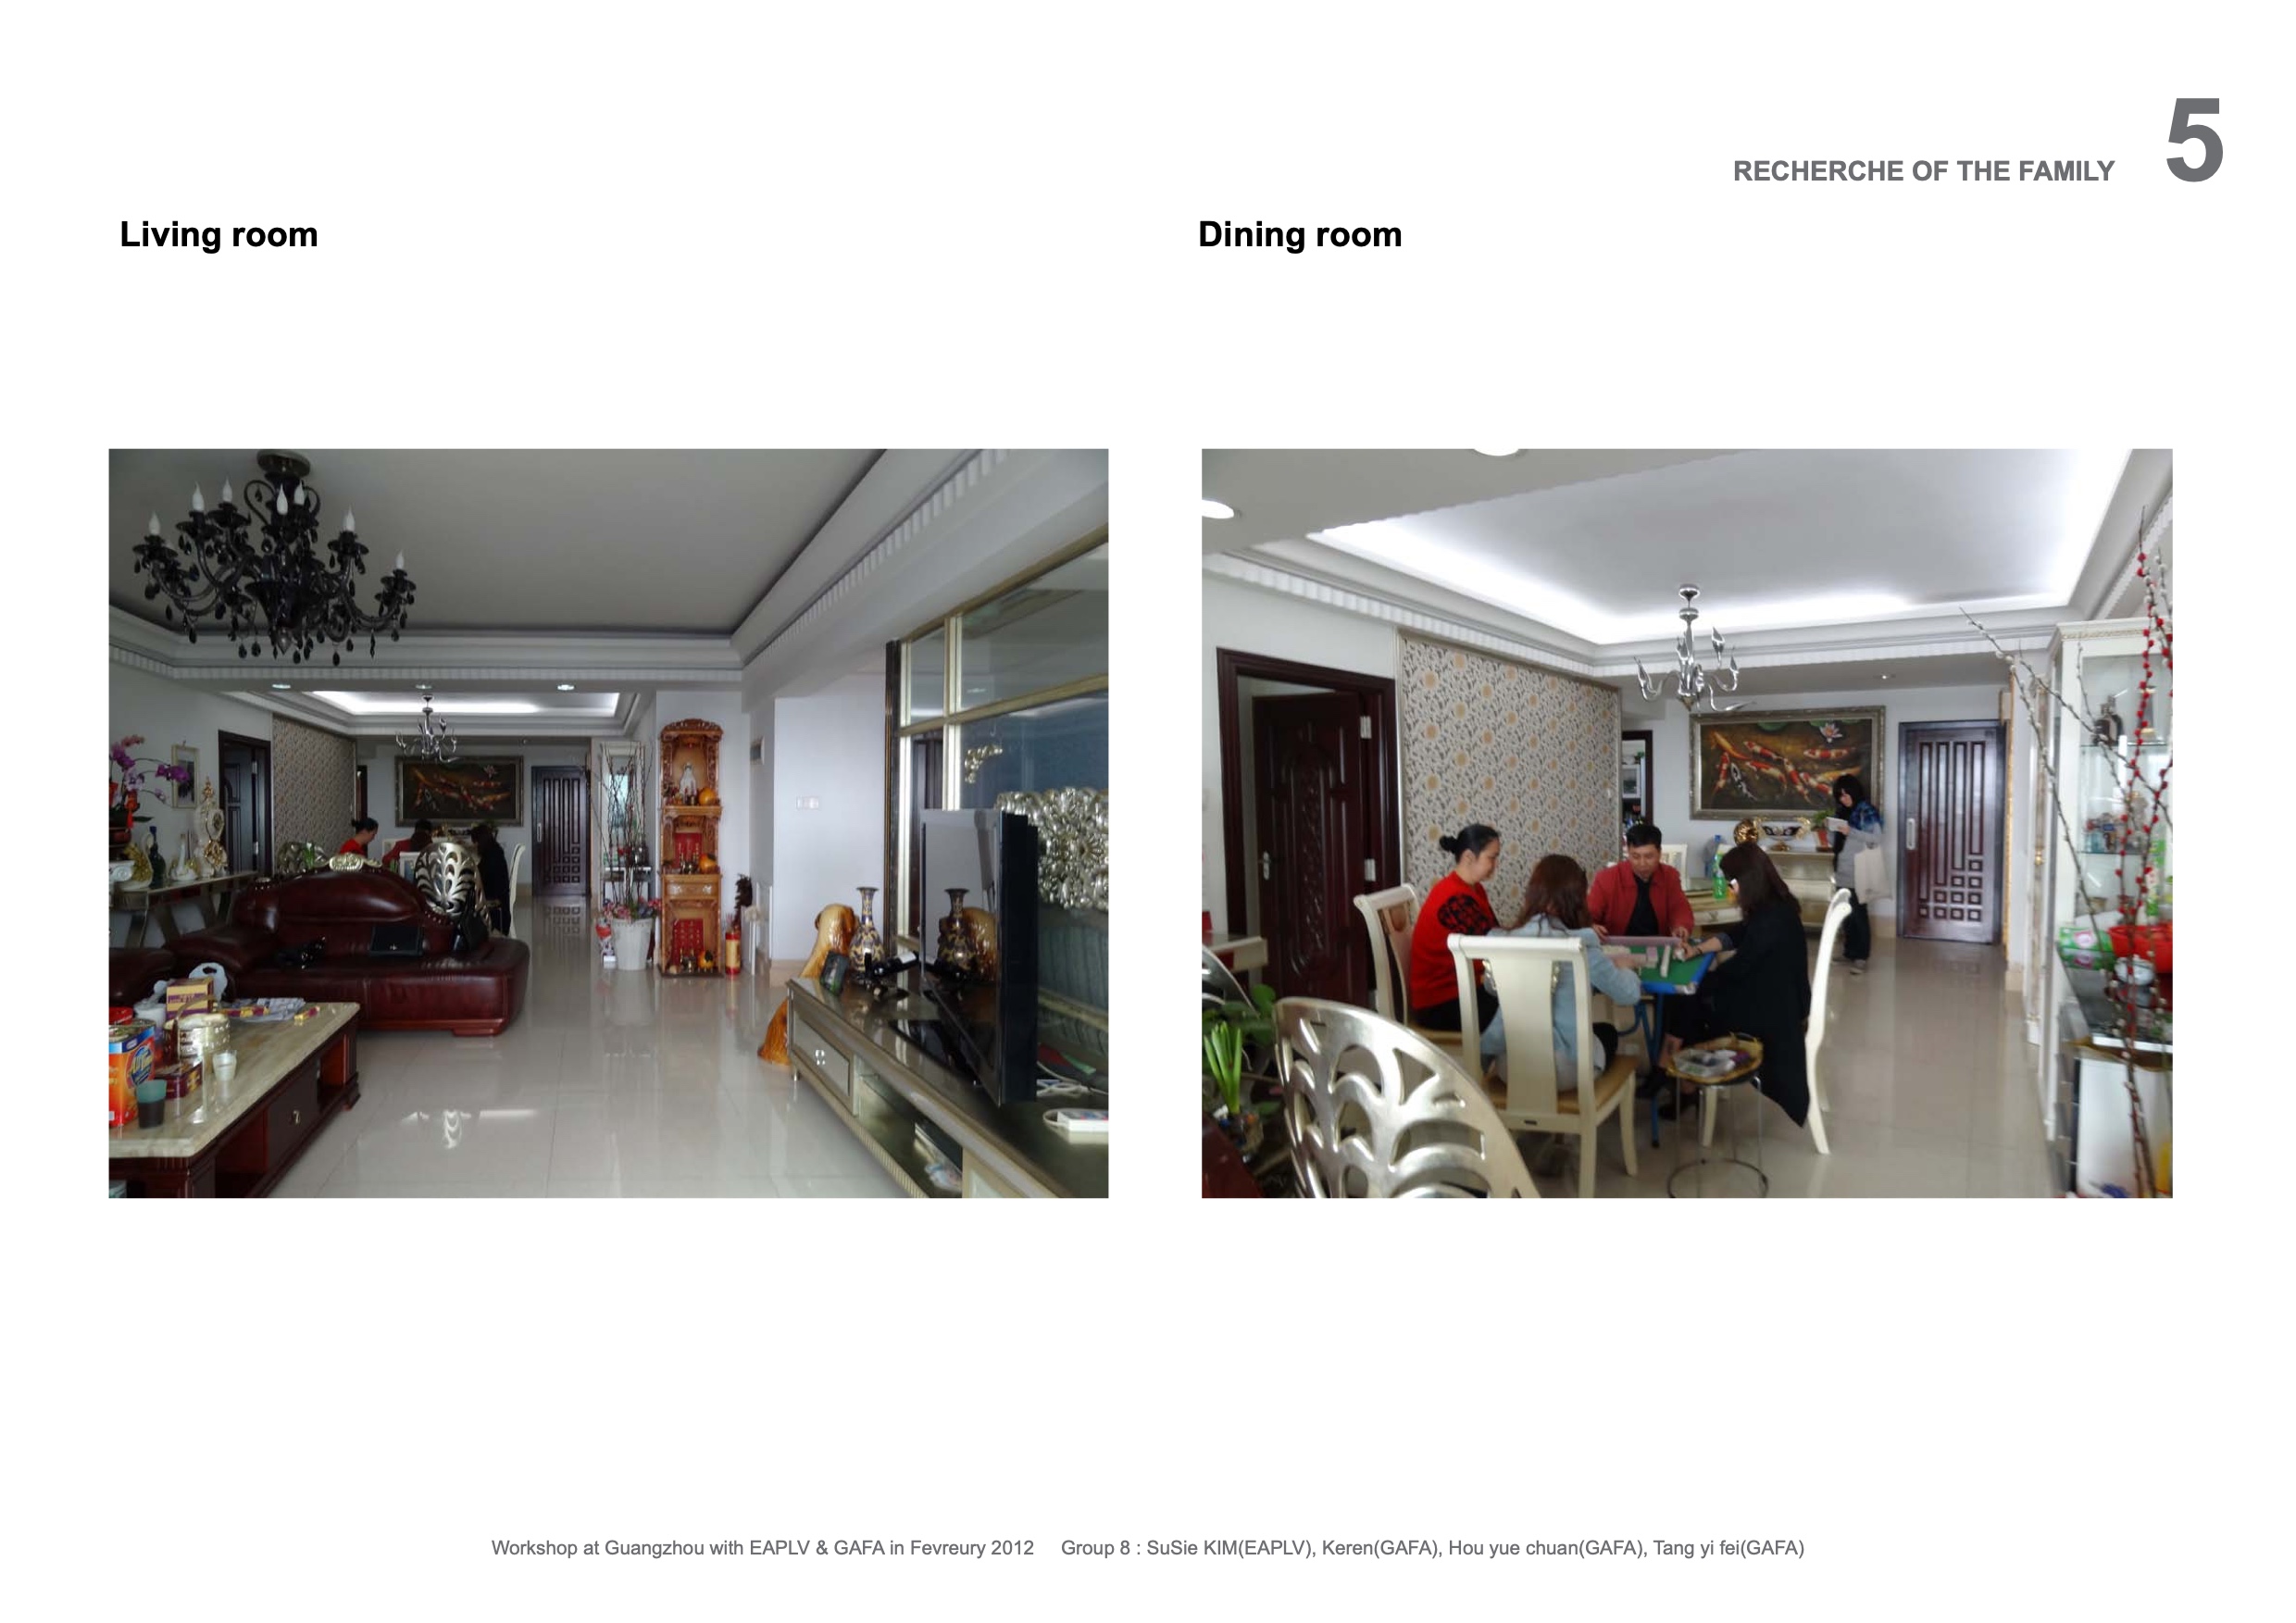 RECHERCHE OF THE FAMILY 5
Living room
Dining room
Workshop at Guangzhou with EAPLV & GAFA in Fevreury 2012 Group 8 : SuSie KIM(EAPLV), Keren(GAFA), Hou yue chuan(GAFA), Tang yi fei(GAFA)